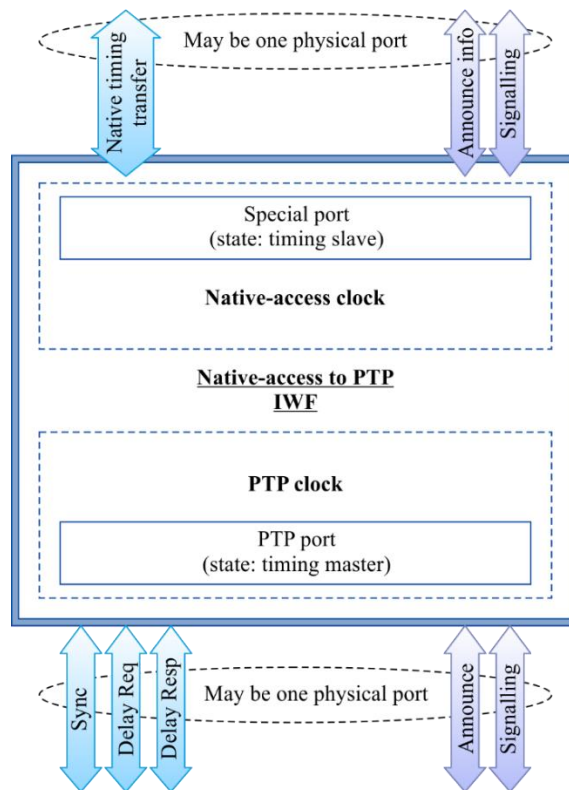 May be one physical port
Native timing
transfer
Announce info
Signalling
Special port
(state: timing slave)
Native-access clock
Native-access to PTP
IWF
PTP clock
PTP port
(state: timing master)
Sync
Delay Req
Delay Resp
May be one physical port
Announce
Signalling